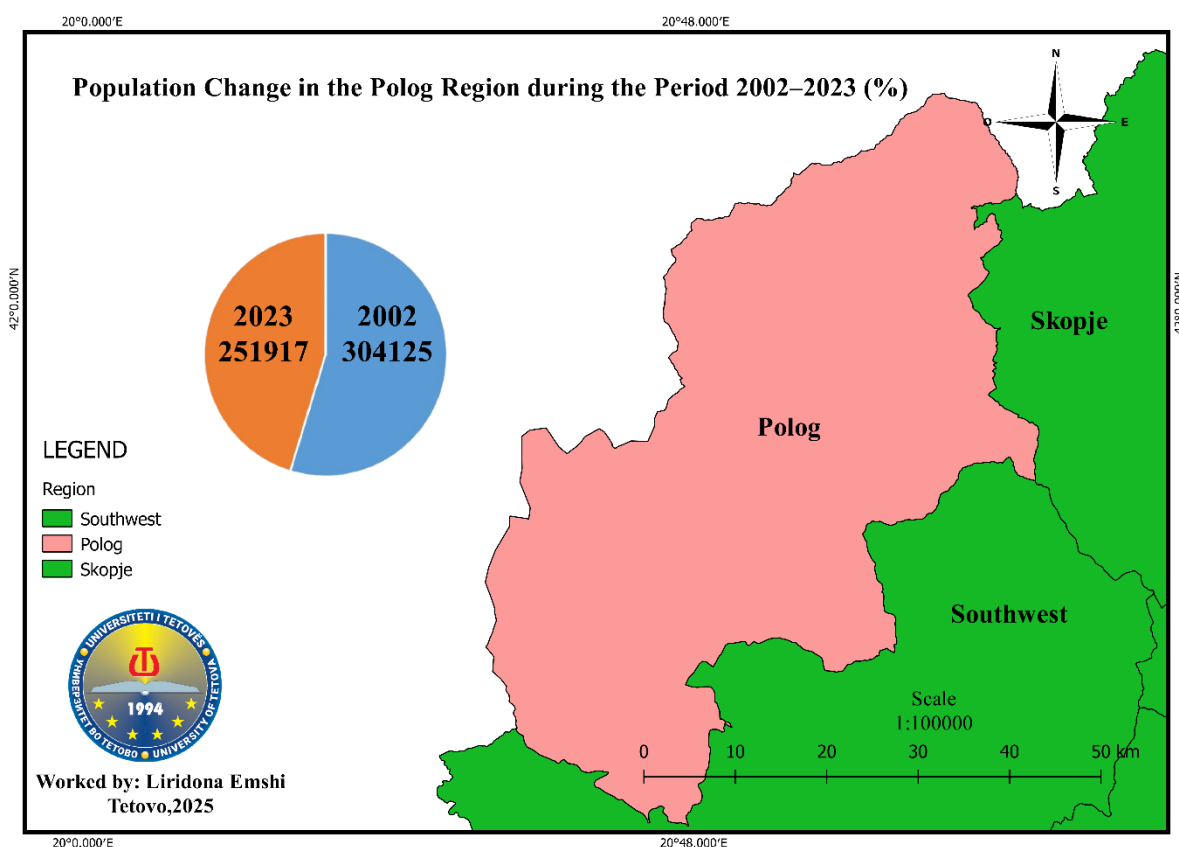 20°0.000'E
20°48.000'E
Population Change in the Polog Region during the Period 2002–2023 (%)
N
O
E
S
42°0.000'N
42°0.000'N
2023
251917
2002
304125
Skopje
Polog
Southwest
LEGEND
Region
Southwest
Polog
Skopje
UNIVERSITETI I TETOVËS
УНИВЕРЗИТЕТ ВО ТЕТОВО
UNIVERSITY OF TETOVA
1994
Worked by: Liridona Emshi
Tetovo,2025
Scale
1:100000
0 10 20 30 40 50 km
20°0.000'E
20°48.000'E